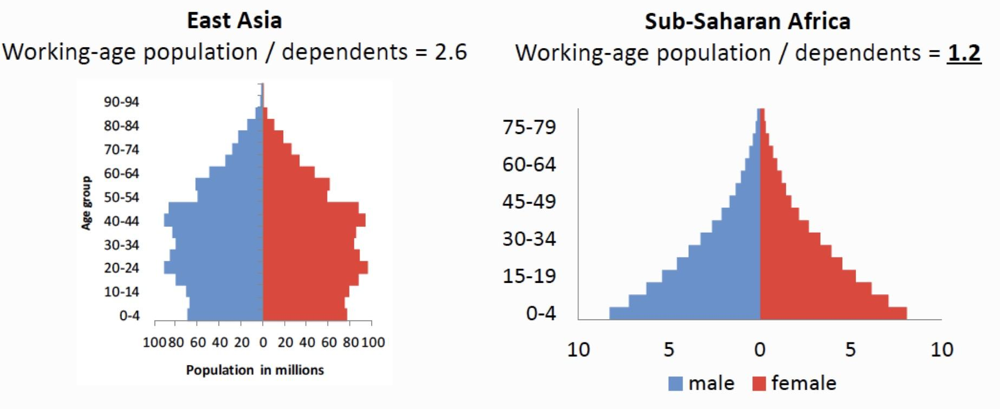 East Asia
Working-age population / dependents = 2.6
90-94
80-84
70-74
60-64
50-54
40-44
30-34
20-24
10-14
0-4
Age group
100 80 60 40 20 0 20 40 60 80 100
Population in millions
Sub-Saharan Africa
Working-age population / dependents = 1.2
75-79
60-64
45-49
30-34
15-19
0-4
10 5 0 5 10
male female